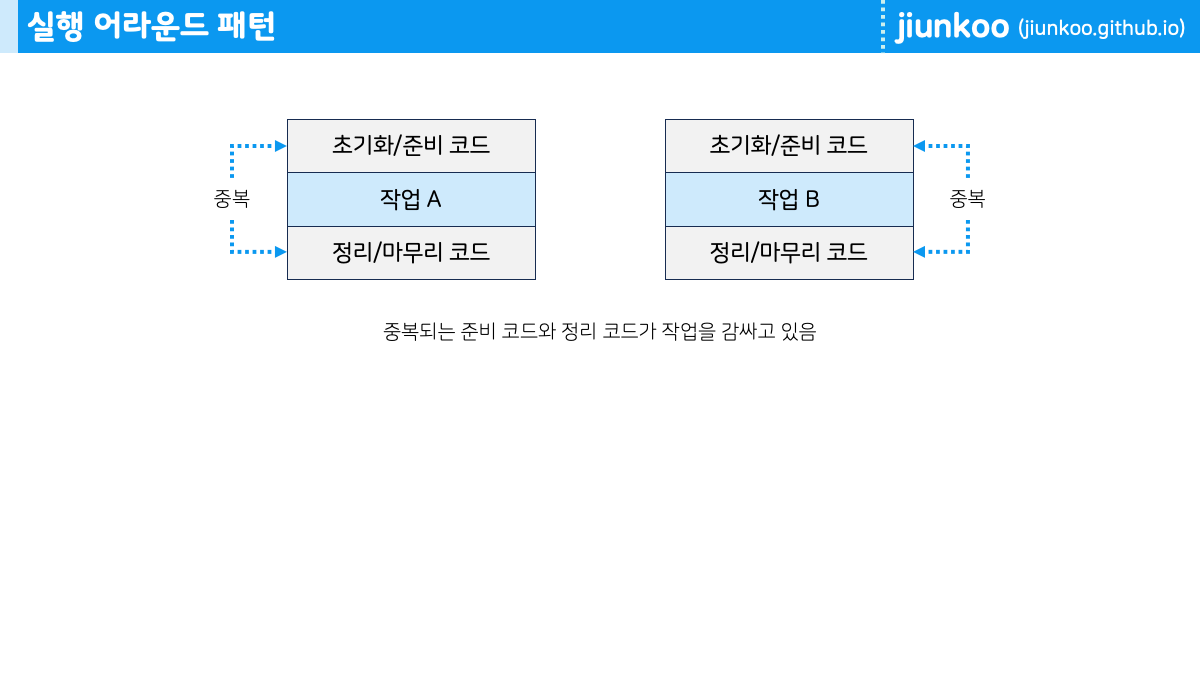 실행 어라운드 패턴
jiunkoo (jiunkoo.github.io)
초기화/준비 코드
작업 A
정리/마무리 코드
중복
초기화/준비 코드
작업 B
정리/마무리 코드
중복
중복되는 준비 코드와 정리 코드가 작업을 감싸고 있음